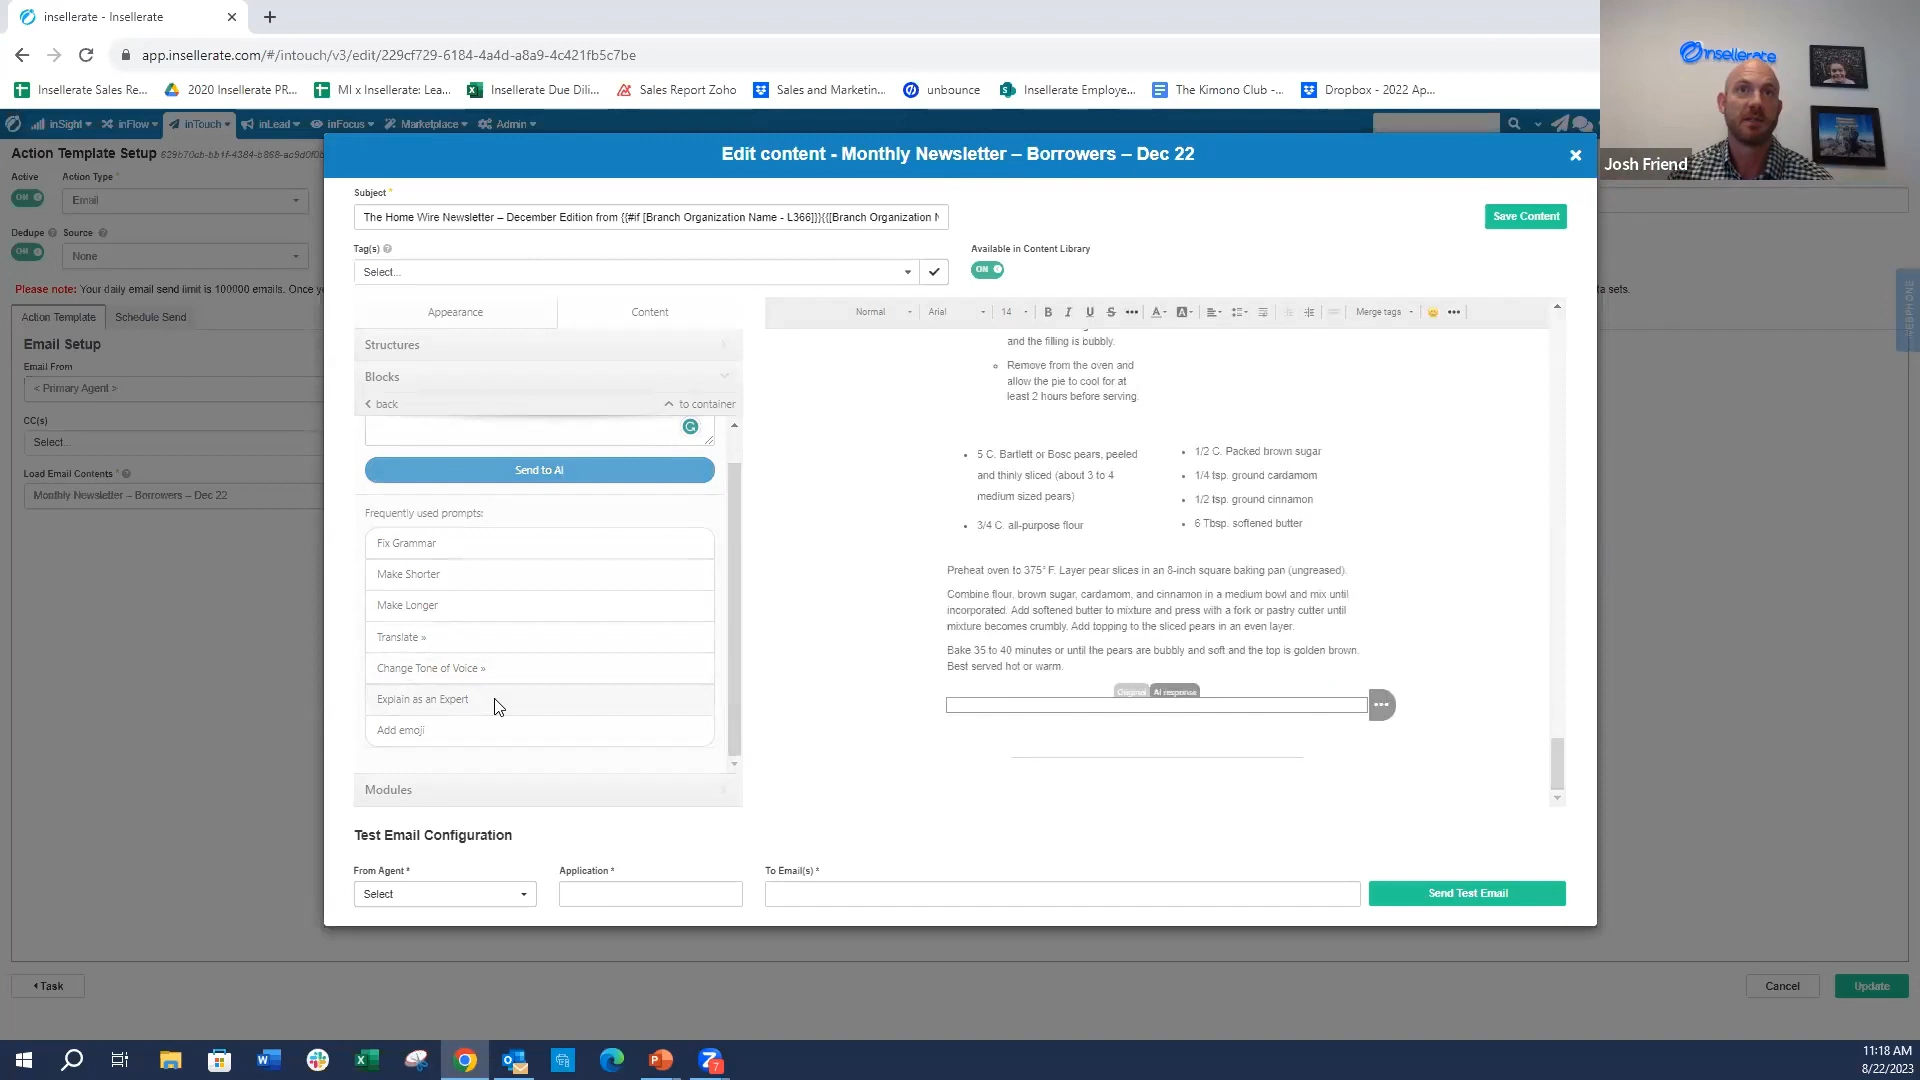 insellerate - Insellerate
app.insellerate.com/#/intouch/v3/edit/229cf729-6184-4a4d-a8a9-4c421fb5c7be
Insellerate Sales Re...
2020 Insellerate PR...
MI x Insellerate: Lea...
Insellerate Due Dili...
Sales Report Zoho
Sales and Marketin...
unbounce
Insellerate Employe...
The Kimono Club -...
Dropbox - 2022 Ap...
insellerate
Josh Friend
inSight
inFlow
inTouch
inLead
inFocus
Marketplace
Admin
Action Template Setup
Active
Action Type *
ON
Email
Dedupe
Source
ON
None
Please note: Your daily email send limit is 100000 emails. Once
ta sets.
Action Template
Schedule Send
Email Setup
Email From
< Primary Agent >
CC(s)
Select...
Load Email Contents *
Monthly Newsletter – Borrowers – Dec 22
Edit content - Monthly Newsletter – Borrowers – Dec 22
Subject *
The Home Wire Newsletter – December Edition from {{#if [Branch Organization Name - L366]}}{{[Branch Organization N
Save Content
Tag(s)
Available in Content Library
Select...
ON
Appearance
Content
Structures
Blocks
back
to container
Send to AI
Frequently used prompts:
Fix Grammar
Make Shorter
Make Longer
Translate »
Change Tone of Voice »
Explain as an Expert
Add emoji
Modules
Normal
Arial
14
B I U S
Merge tags
and the filling is bubbly.
Remove from the oven and
allow the pie to cool for at
least 2 hours before serving.
5 C. Bartlett or Bosc pears, peeled
and thinly sliced (about 3 to 4
medium sized pears)
3/4 C. all-purpose flour
1/2 C. Packed brown sugar
1/4 tsp. ground cardamom
1/2 tsp. ground cinnamon
6 Tbsp. softened butter
Preheat oven to 375° F. Layer pear slices in an 8-inch square baking pan (ungreased).
Combine flour, brown sugar, cardamom, and cinnamon in a medium bowl and mix until
incorporated. Add softened butter to mixture and press with a fork or pastry cutter until
mixture becomes crumbly. Add topping to the sliced pears in an even layer.
Bake 35 to 40 minutes or until the pears are bubbly and soft and the top is golden brown.
Best served hot or warm.
Original
AI response
Test Email Configuration
From Agent *
Application *
To Email(s) *
Select
Send Test Email
Task
Cancel
Update
11:18 AM
8/22/2023